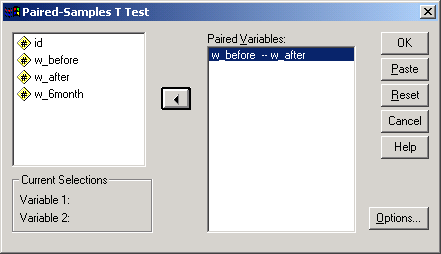 Paired-Samples T Test
id
w_before
w_after
w_6month
Current Selections
Variable 1:
Variable 2:
Paired Variables:
w_before -- w_after
OK
Paste
Reset
Cancel
Help
Options...